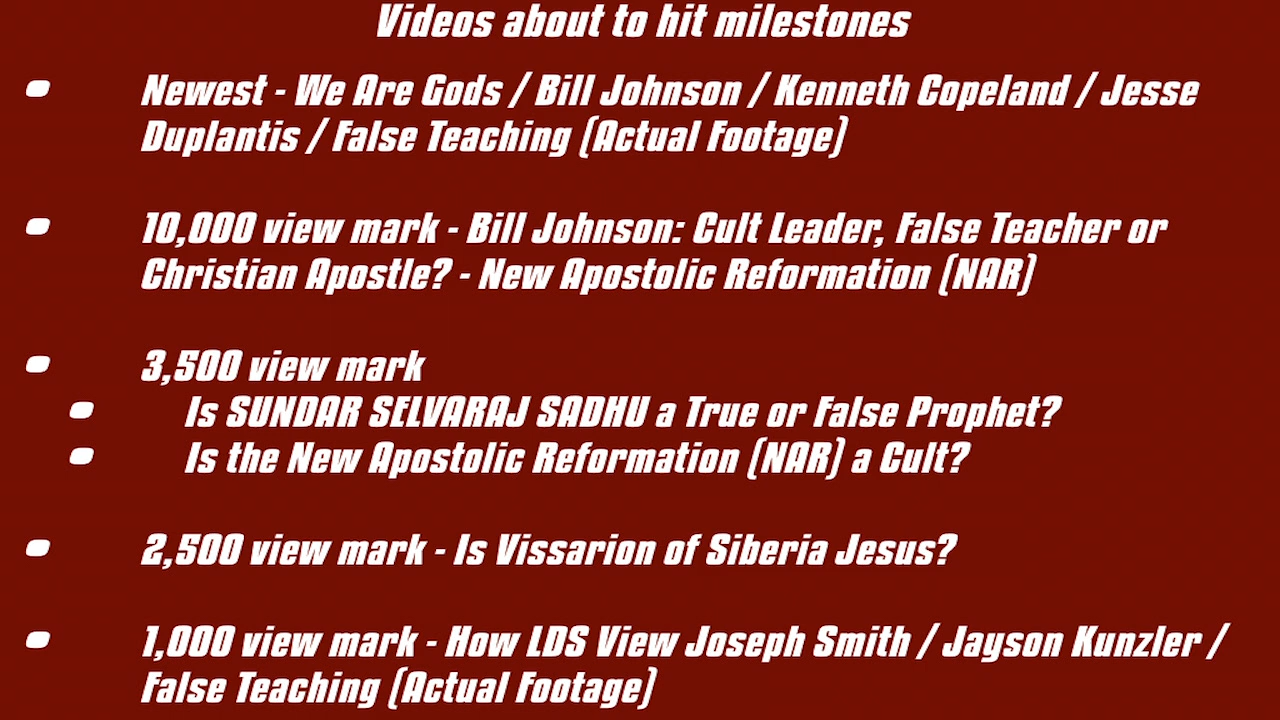 Videos about to hit milestones
• Newest - We Are Gods / Bill Johnson / Kenneth Copeland / Jesse
Duplantis / False Teaching (Actual Footage)
• 10,000 view mark - Bill Johnson: Cult Leader, False Teacher or
Christian Apostle? - New Apostolic Reformation (NAR)
• 3,500 view mark
• Is SUNDAR SELVARAJ SADHU a True or False Prophet?
• Is the New Apostolic Reformation (NAR) a Cult?
• 2,500 view mark - Is Vissarion of Siberia Jesus?
• 1,000 view mark - How LDS View Joseph Smith / Jayson Kunzler /
False Teaching (Actual Footage)